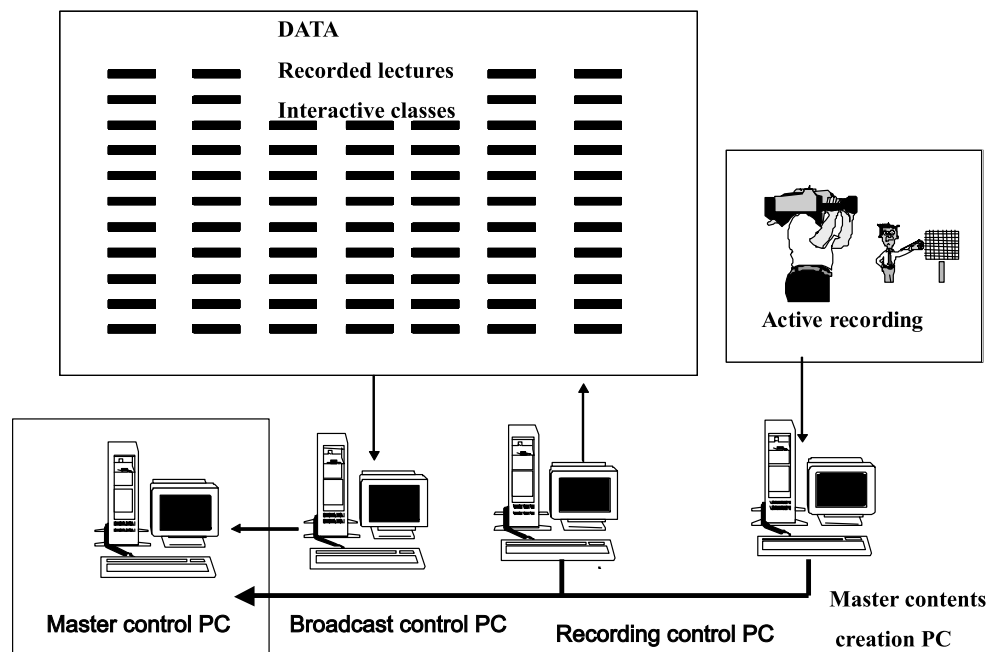 DATA
Recorded lectures
Interactive classes
Active recording
Master control PC
Broadcast control PC
Recording control PC
Master contents
creation PC